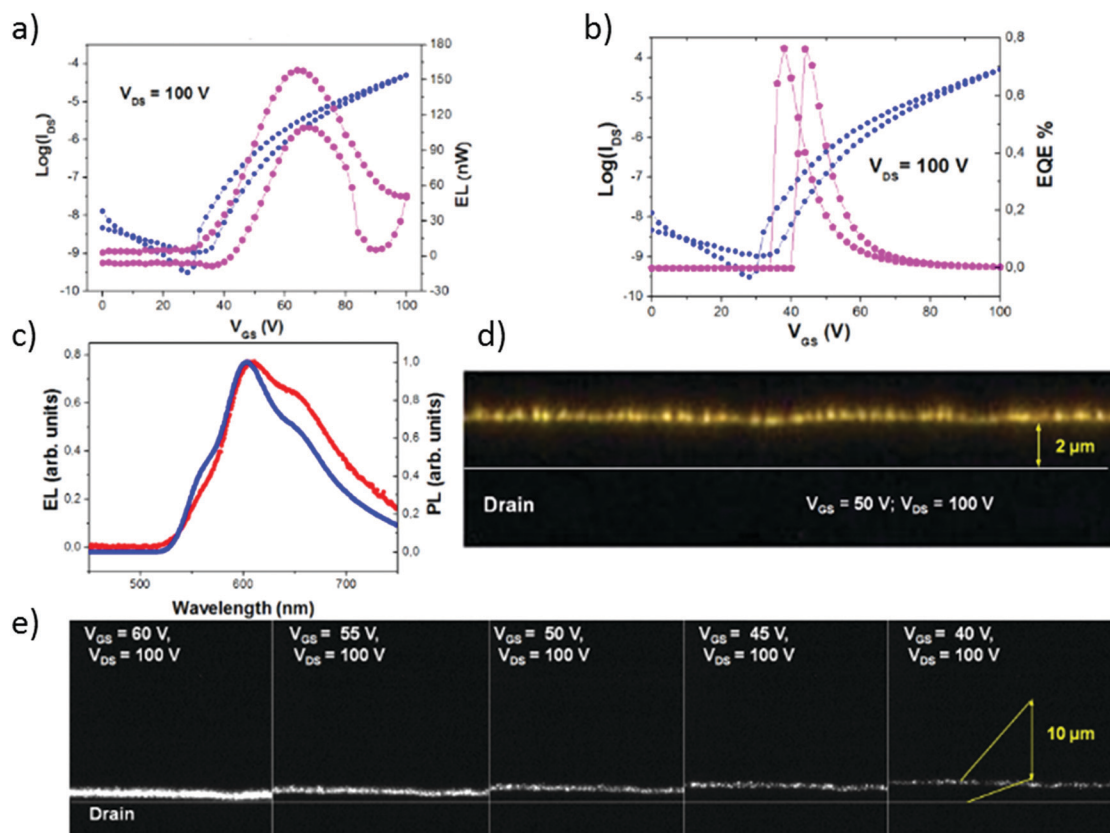 a)
V_DS = 100 V
Log(I_DS)
-4
-5
-6
-7
-8
-9
-10
180
150
120
90
60
30
0
-30
EL (nW)
0 20 40 60 80 100
V_GS (V)
b)
V_DS = 100 V
Log(I_DS)
-4
-5
-6
-7
-8
-9
-10
0,8
0,6
0,4
0,2
0,0
EQE %
0 20 40 60 80 100
V_GS (V)
c)
EL (arb. units)
0,8
0,6
0,4
0,2
0,0
1,0
0,8
0,6
0,4
0,2
0,0
PL (arb. units)
500 600 700
Wavelength (nm)
d)
2 µm
Drain
V_GS = 50 V; V_DS = 100 V
e)
V_GS = 60 V,
V_DS = 100 V
V_GS = 55 V,
V_DS = 100 V
V_GS = 50 V,
V_DS = 100 V
V_GS = 45 V,
V_DS = 100 V
V_GS = 40 V,
V_DS = 100 V
10 µm
Drain